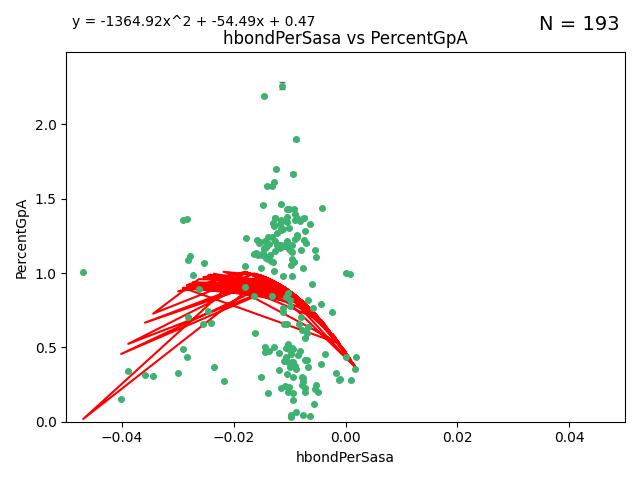 y = -1364.92x^2 + -54.49x + 0.47
N = 193
hbondPerSasa vs PercentGpA
PercentGpA
2.0
1.5
1.0
0.5
0.0
−0.04
−0.02
0.00
0.02
0.04
hbondPerSasa